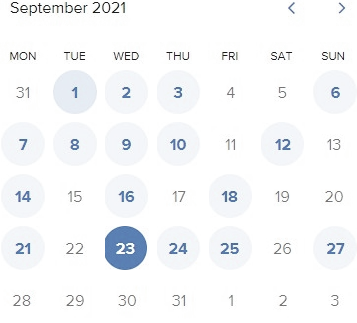 September 2021
MON TUE WED THU FRI SAT SUN
31 1 2 3 4 5 6
7 8 9 10 11 12 13
14 15 16 17 18 19 20
21 22 23 24 25 26 27
28 29 30 31 1 2 3